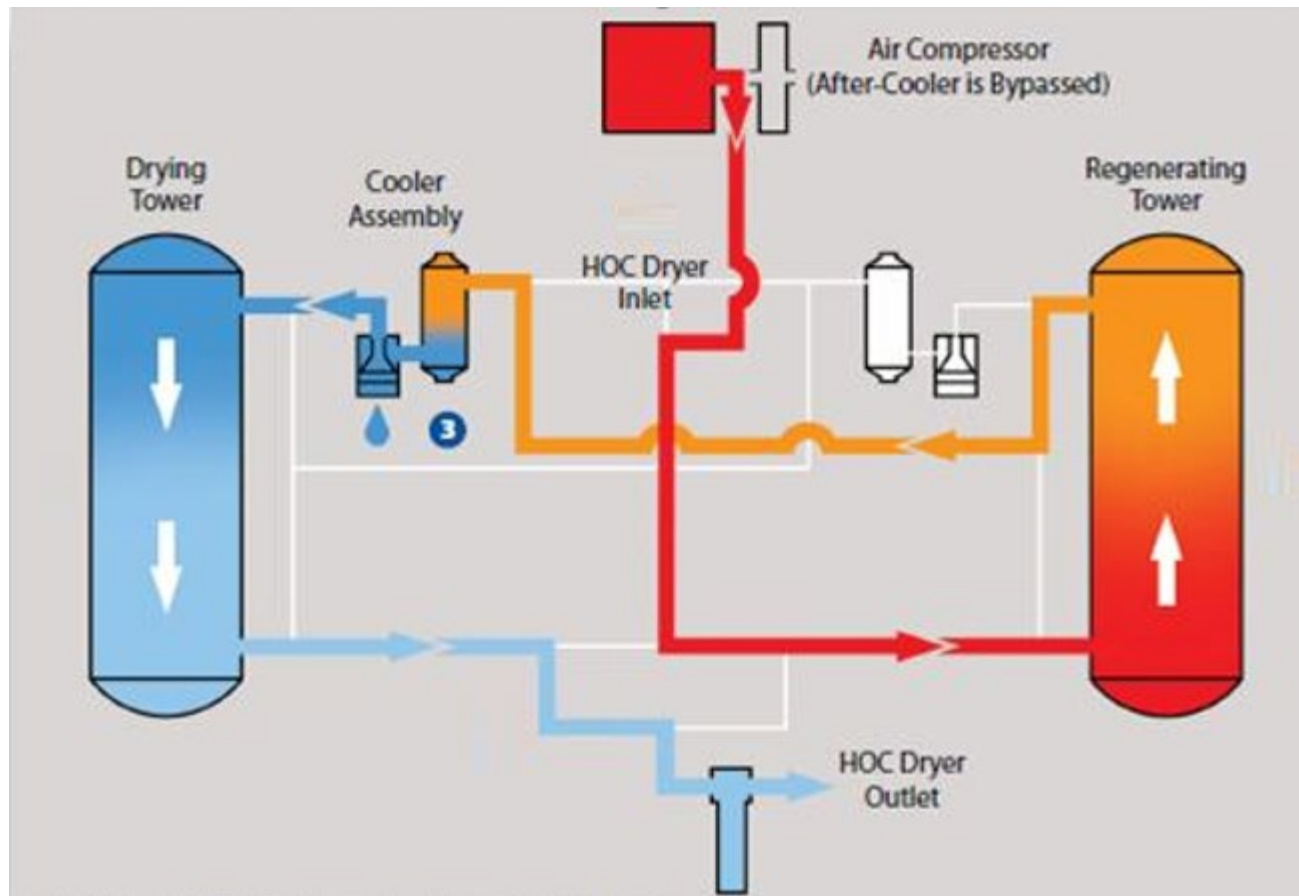 Air Compressor
(After-Cooler is Bypassed)
Drying
Tower
Cooler
Assembly
Regenerating
Tower
HOC Dryer
Inlet
3
HOC Dryer
Outlet